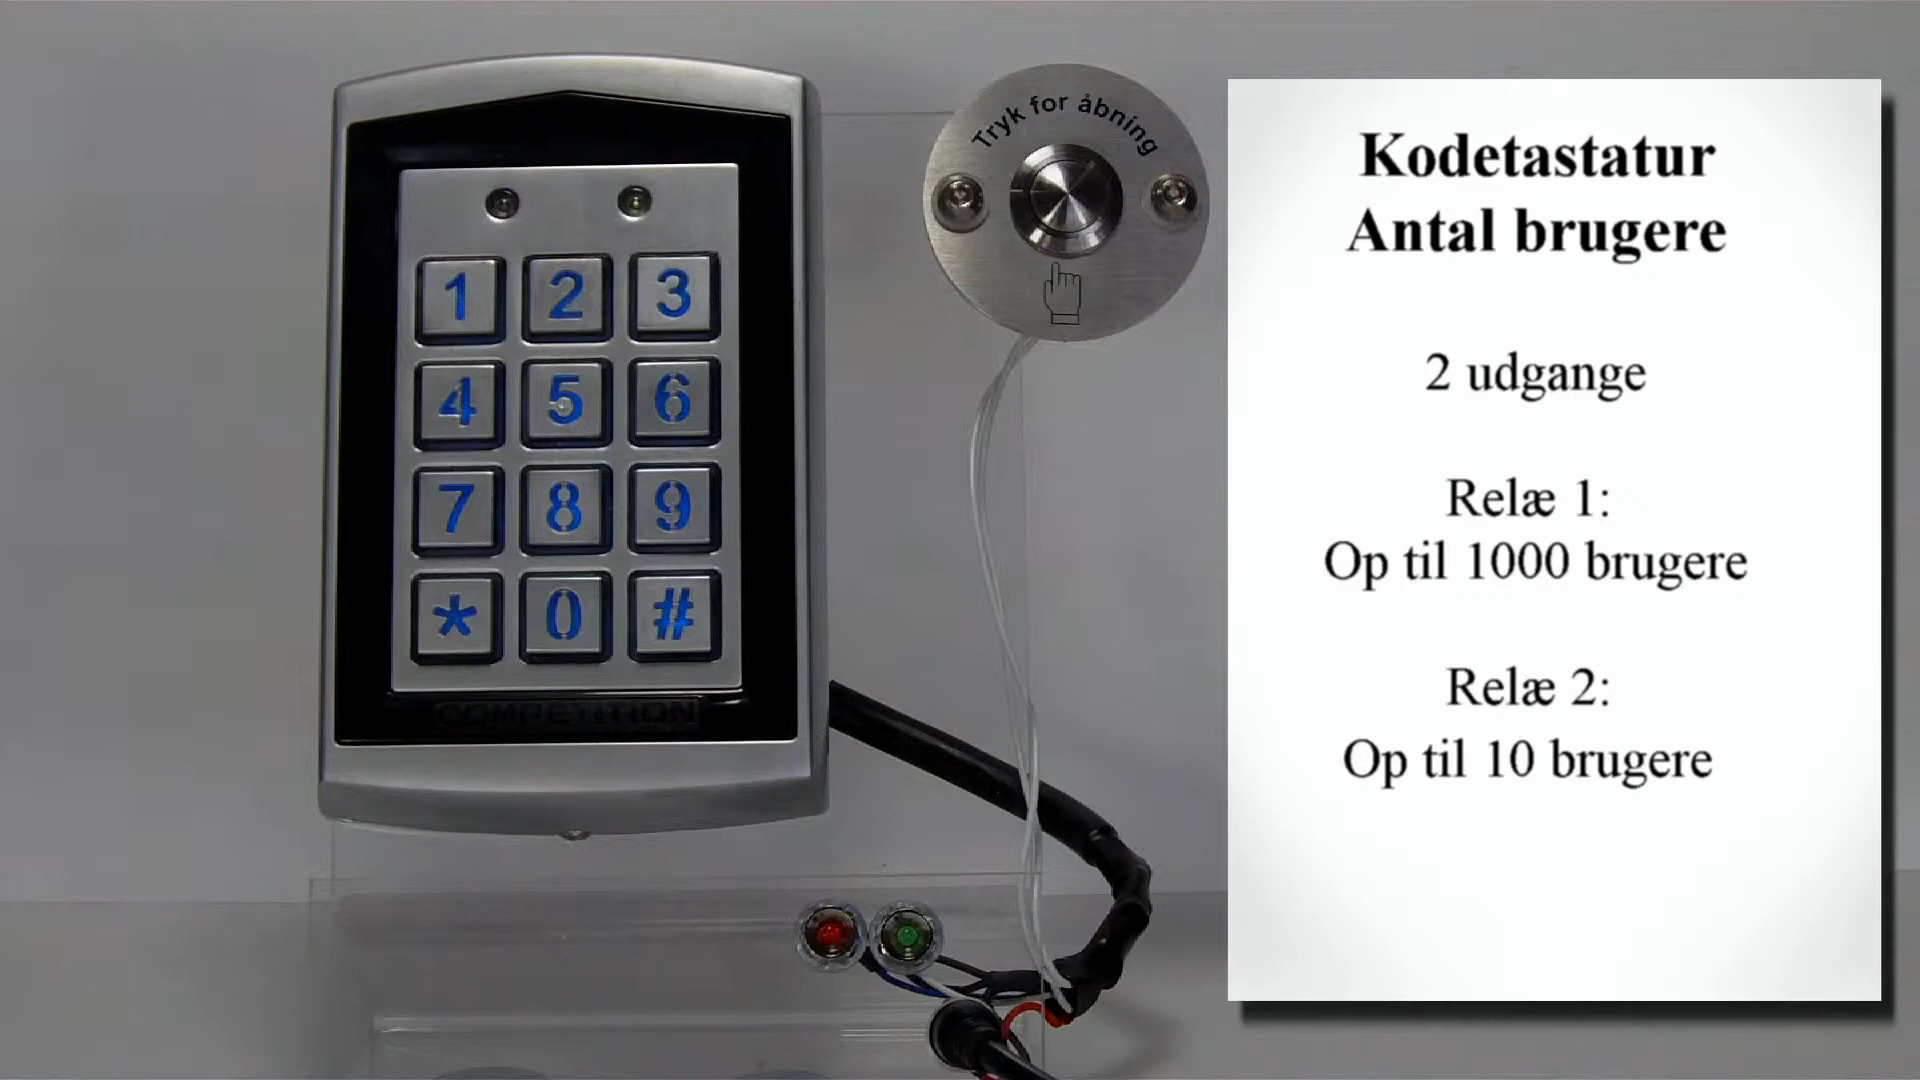 Tryk for åbning
1 2 3
4 5 6
7 8 9
* 0 #
COMPETITION
Kodetastatur
Antal brugere
2 udgange
Relæ 1:
Op til 1000 brugere
Relæ 2:
Op til 10 brugere